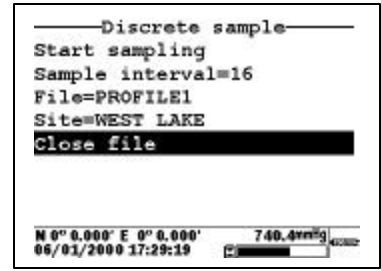 Discrete sample
Start sampling
Sample interval=16
File=PROFILE1
Site=WEST LAKE
Close file
N 0° 0.000' E 0° 0.000' 740.4mmHg
06/01/2000 17:29:19